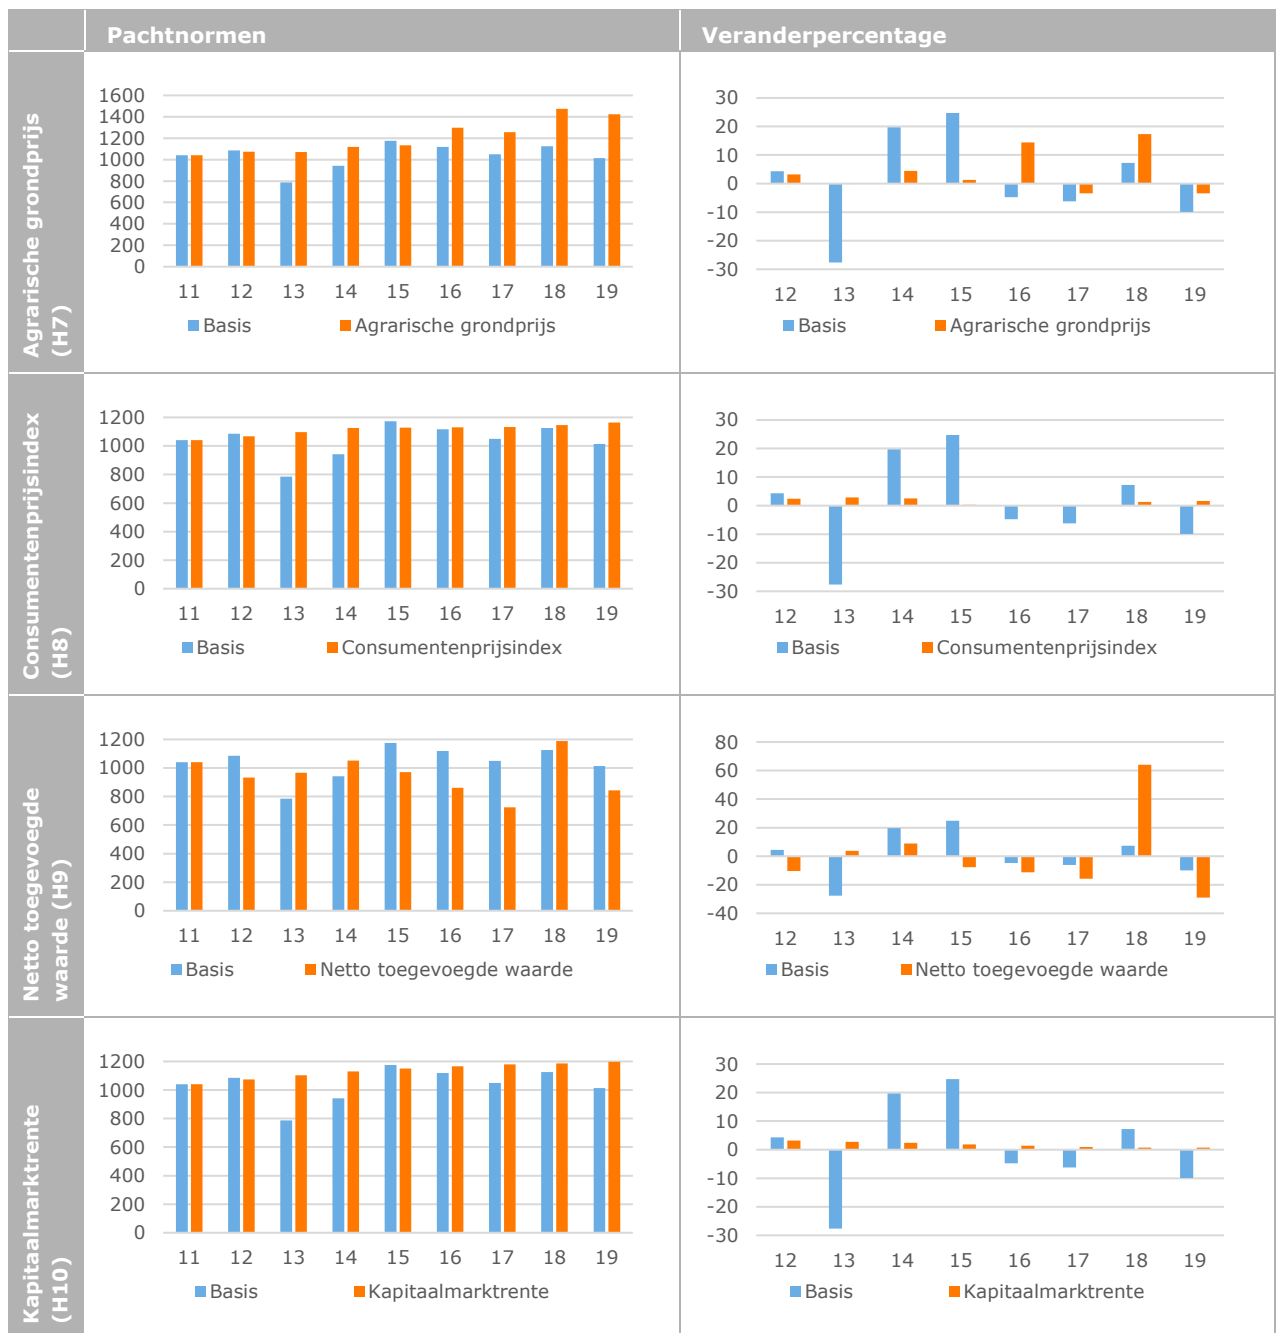 Pachtnormen Veranderpercentage
Agrarische grondprijs
(H7)
1600
1400
1200
1000
800
600
400
200
0
11 12 13 14 15 16 17 18 19
Basis Agrarische grondprijs
30
20
10
0
-10
-20
-30
12 13 14 15 16 17 18 19
Basis Agrarische grondprijs
Consumentenprijsindex
(H8)
1200
1000
800
600
400
200
0
11 12 13 14 15 16 17 18 19
Basis Consumentenprijsindex
30
20
10
0
-10
-20
-30
12 13 14 15 16 17 18 19
Basis Consumentenprijsindex
Netto toegevoegde
waarde (H9)
1200
1000
800
600
400
200
0
11 12 13 14 15 16 17 18 19
Basis Netto toegevoegde waarde
80
60
40
20
0
-20
-40
12 13 14 15 16 17 18 19
Basis Netto toegevoegde waarde
Kapitaalmarktrente
(H10)
1200
1000
800
600
400
200
0
11 12 13 14 15 16 17 18 19
Basis Kapitaalmarktrente
30
20
10
0
-10
-20
-30
12 13 14 15 16 17 18 19
Basis Kapitaalmarktrente